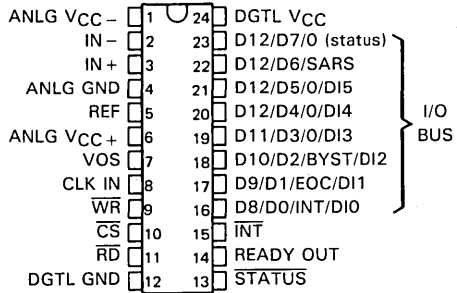 ANLG VCC− 1 24 DGTL VCC
IN− 2 23 D12/D7/0 (status)
IN+ 3 22 D12/D6/SARS
ANLG GND 4 21 D12/D5/0/DI5
REF 5 20 D12/D4/0/DI4
ANLG VCC+ 6 19 D11/D3/0/DI3
VOS 7 18 D10/D2/BYST/DI2
CLK IN 8 17 D9/D1/EOC/DI1
WR 9 16 D8/D0/INT/DI0
CS 10 15 INT
RD 11 14 READY OUT
DGTL GND 12 13 STATUS
I/O
BUS